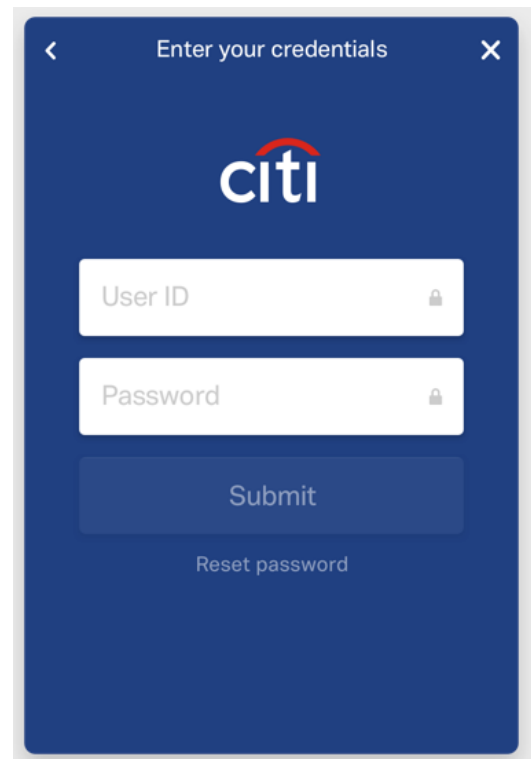 Enter your credentials
citi
User ID
Password
Submit
Reset password